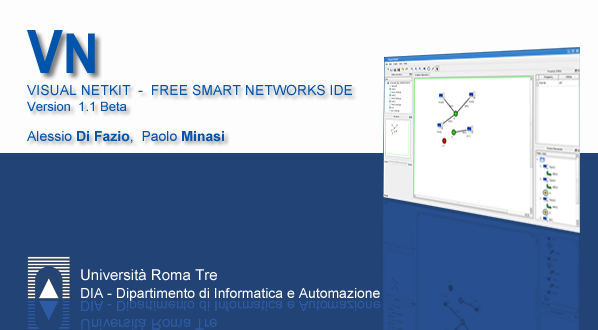 VN
VISUAL NETKIT - FREE SMART NETWORKS IDE
Version 1.1 Beta
Alessio Di Fazio, Paolo Minasi
Università Roma Tre
DIA - Dipartimento di Informatica e Automazione